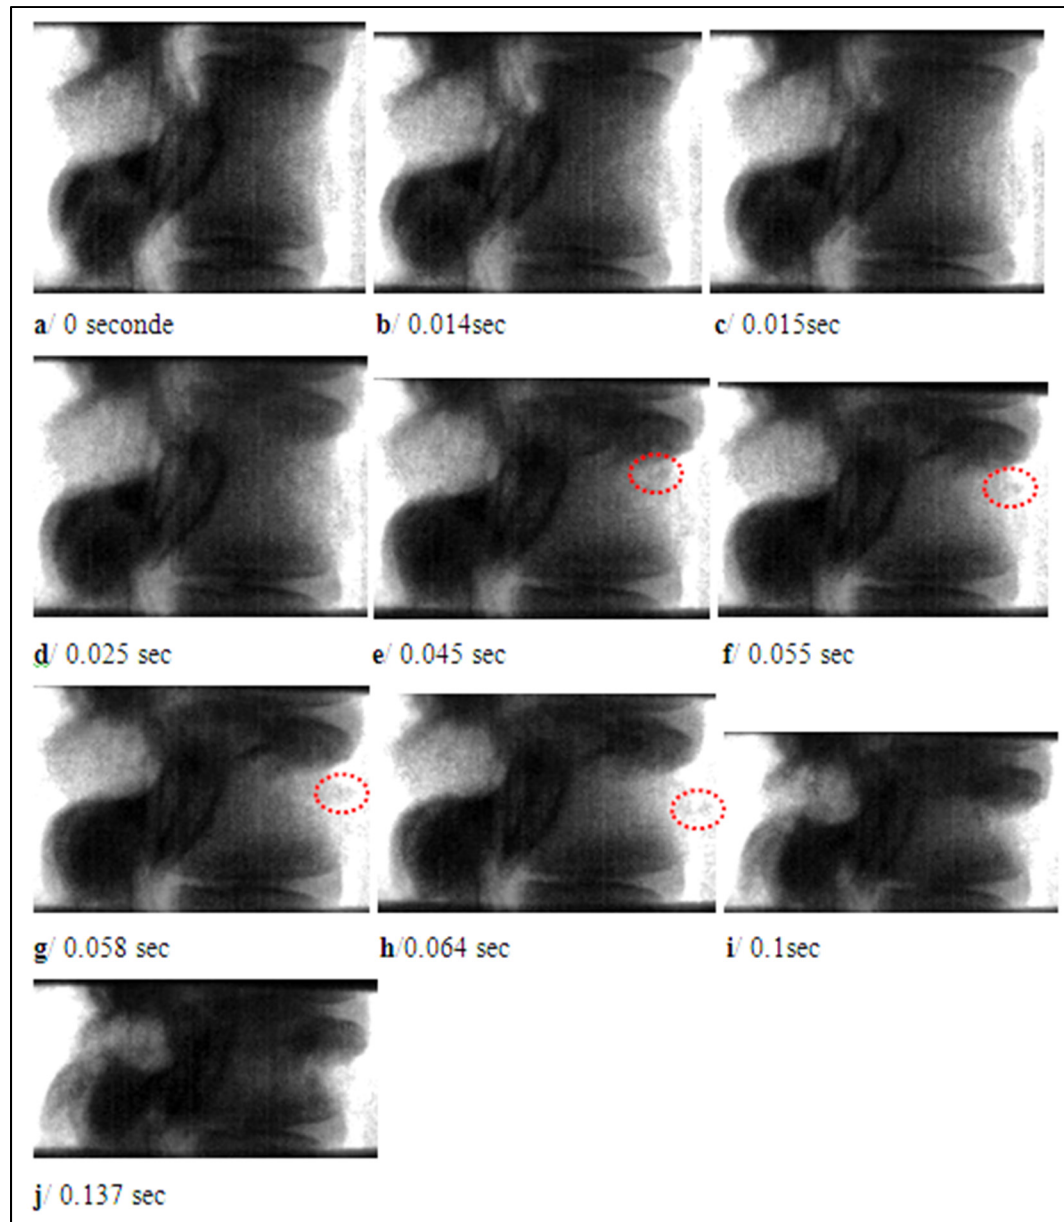 a/ 0 seconde
b/ 0.014sec
c/ 0.015sec
d/ 0.025 sec
e/ 0.045 sec
f/ 0.055 sec
g/ 0.058 sec
h/0.064 sec
i/ 0.1sec
j/ 0.137 sec